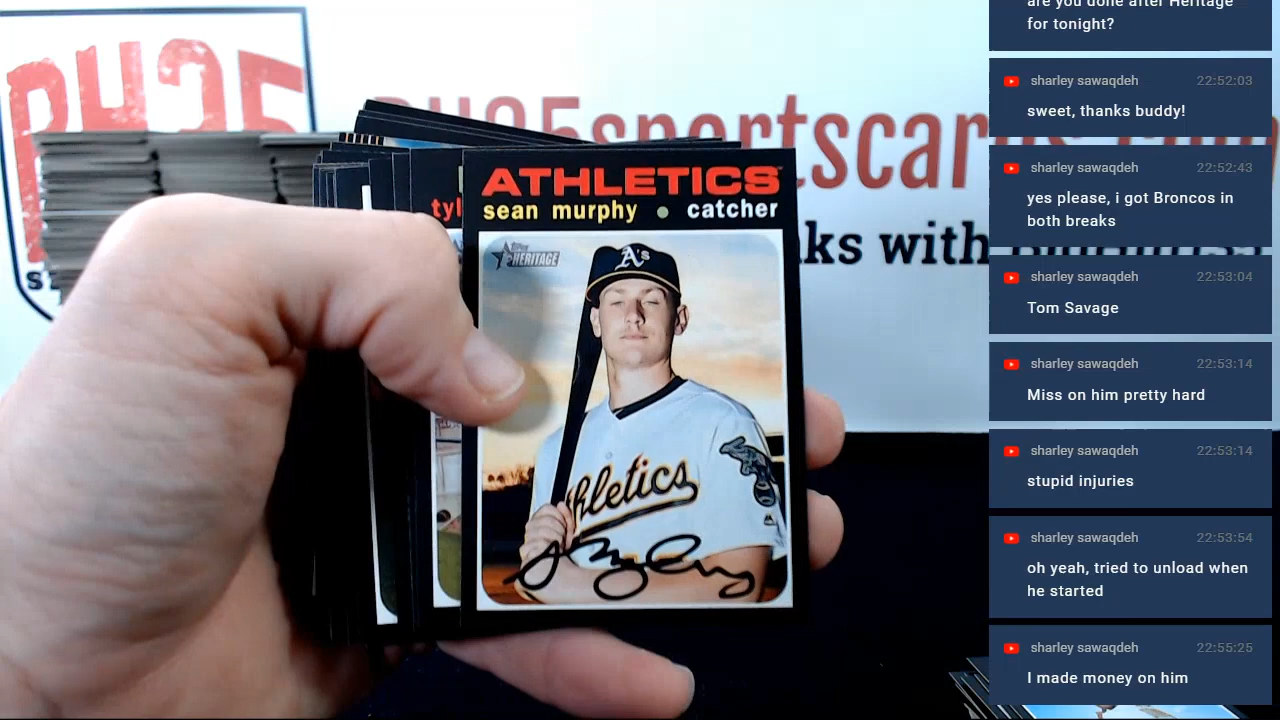 are you done after Heritage
for tonight?
sharley sawaqdeh 22:52:03
sweet, thanks buddy!
sharley sawaqdeh 22:52:43
yes please, i got Broncos in
both breaks
sharley sawaqdeh 22:53:04
Tom Savage
sharley sawaqdeh 22:53:14
Miss on him pretty hard
sharley sawaqdeh 22:53:14
stupid injuries
sharley sawaqdeh 22:53:54
oh yeah, tried to unload when
he started
sharley sawaqdeh 22:55:25
I made money on him
ATHLETICS
sean murphy • catcher
topps
HERITAGE
A's
thletics
tyl